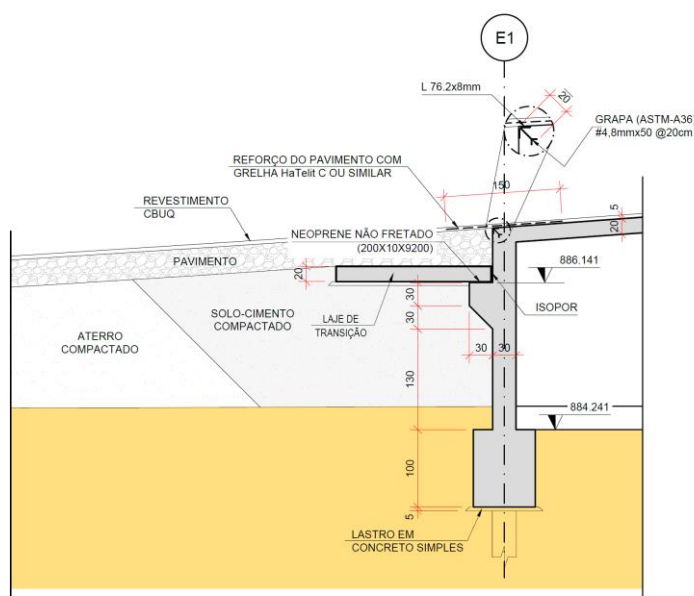 E1
L 76.2x8mm
20
GRAPA (ASTM-A36)
#4,8mmx50 @20cm
REFORÇO DO PAVIMENTO COM
GRELHA HaTelit C OU SIMILAR
150
REVESTIMENTO
CBUQ
NEOPRENE NÃO FRETADO
(200X10X9200)
5
20
PAVIMENTO
886.141
20
30
ISOPOR
SOLO-CIMENTO
COMPACTADO
LAJE DE
TRANSIÇÃO
30
ATERRO
COMPACTADO
30
30
130
884.241
100
5
LASTRO EM
CONCRETO SIMPLES